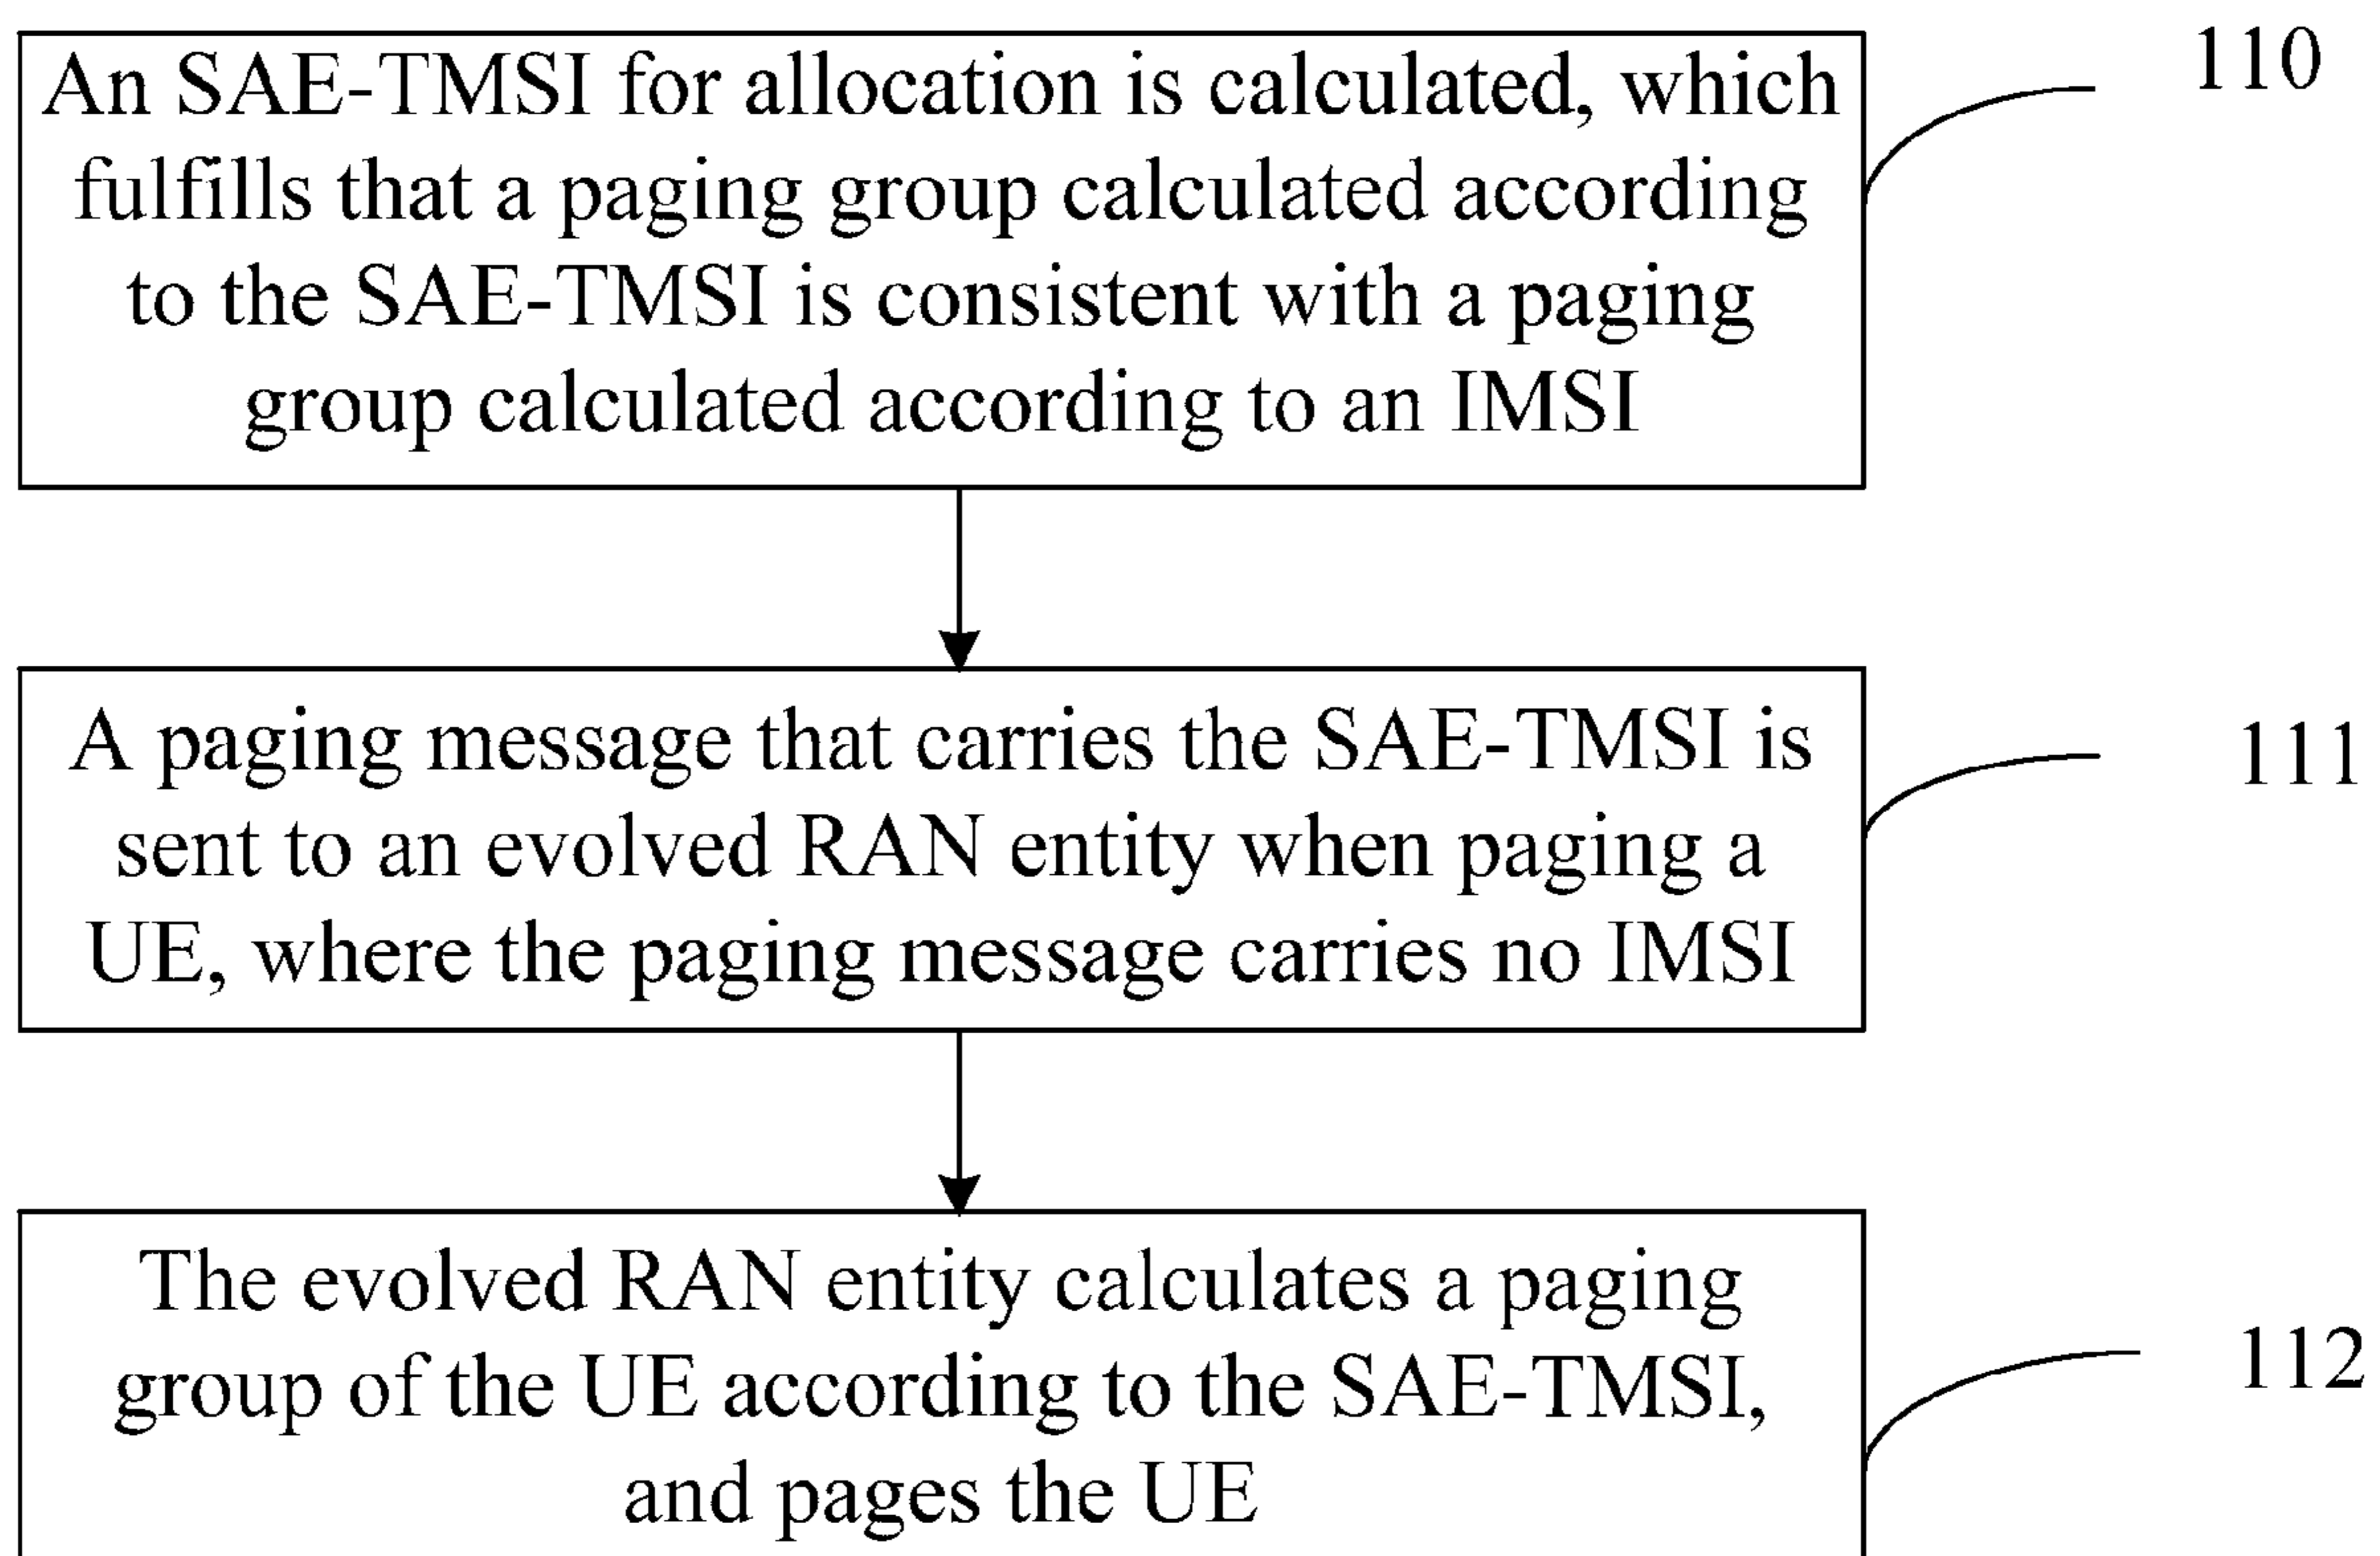 An SAE-TMSI for allocation is calculated, which
fulfills that a paging group calculated according
to the SAE-TMSI is consistent with a paging
group calculated according to an IMSI
110
A paging message that carries the SAE-TMSI is
sent to an evolved RAN entity when paging a
UE, where the paging message carries no IMSI
111
The evolved RAN entity calculates a paging
group of the UE according to the SAE-TMSI,
and pages the UE
112